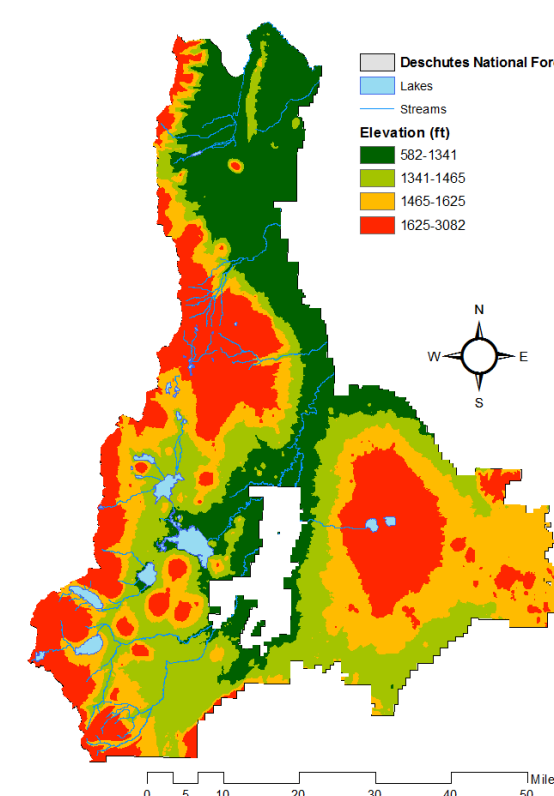 Deschutes National For
Lakes
Streams
Elevation (ft)
582-1341
1341-1465
1465-1625
1625-3082
N
W E
S
Mile
0 5 10 20 30 40 50